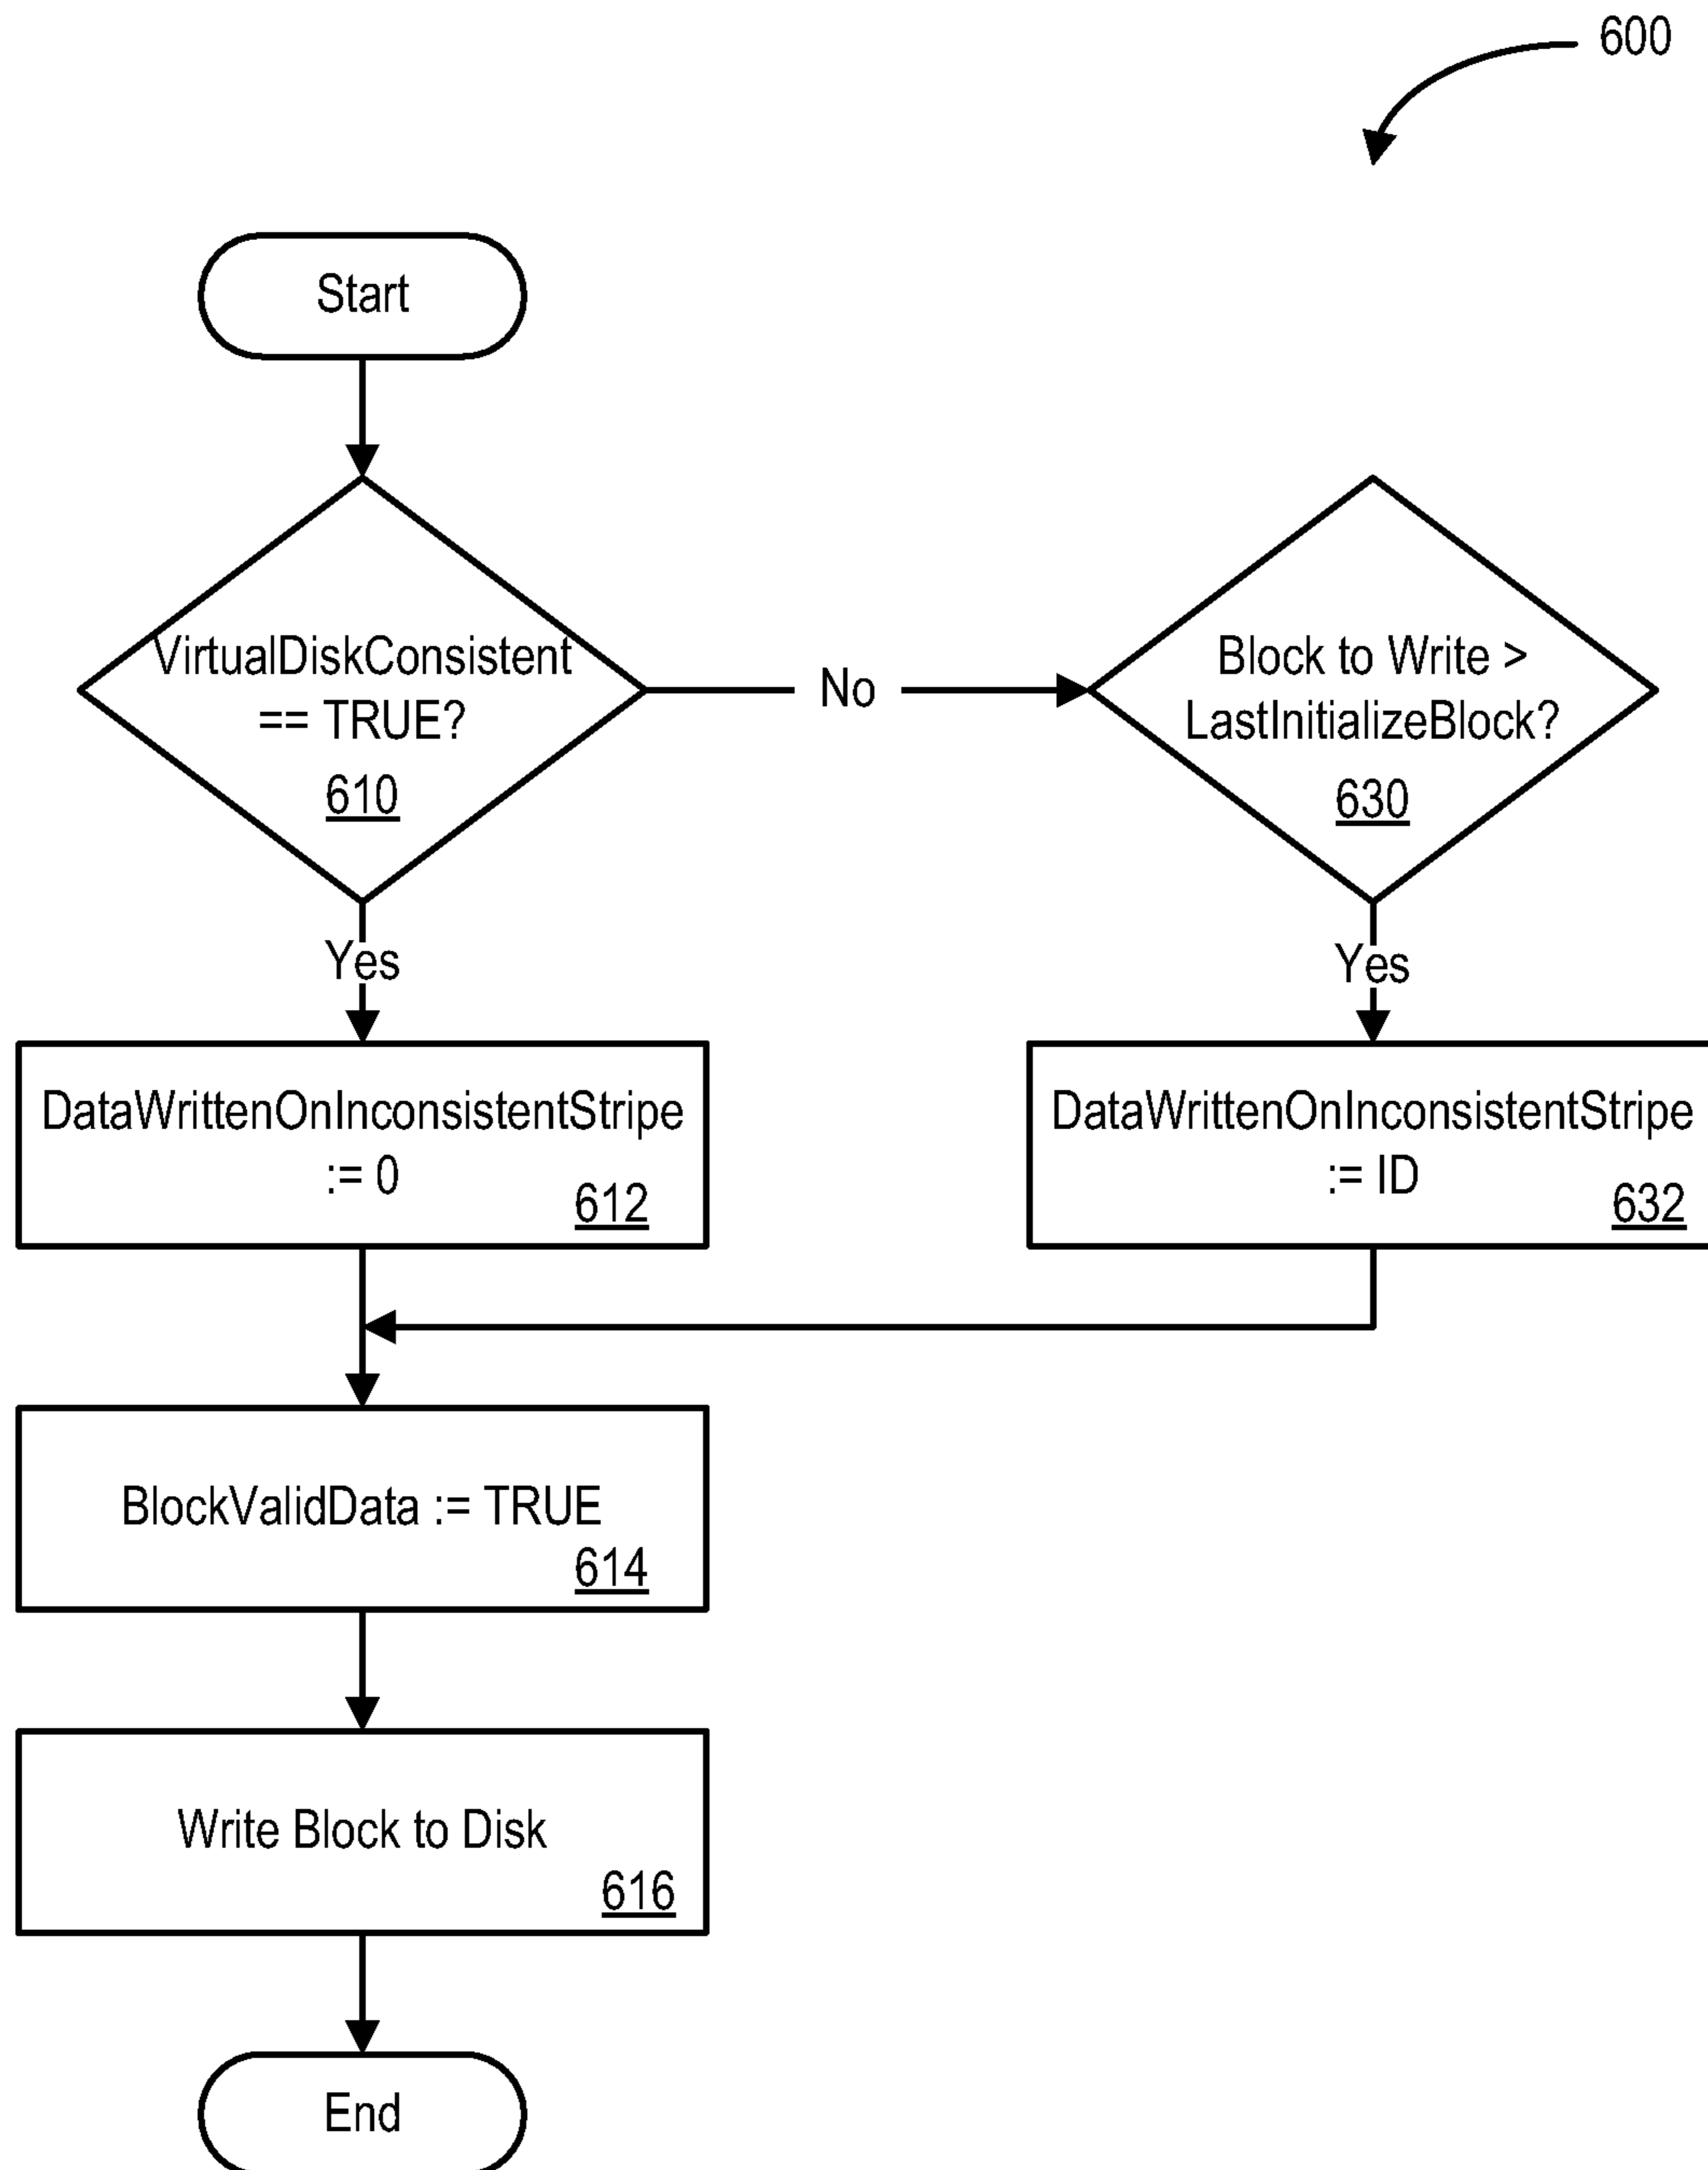 600
Start
VirtualDiskConsistent
== TRUE?
610
No
Block to Write >
LastInitializeBlock?
630
Yes
Yes
DataWrittenOnInconsistentStripe
:= 0
612
DataWrittenOnInconsistentStripe
:= ID
632
BlockValidData := TRUE
614
Write Block to Disk
616
End